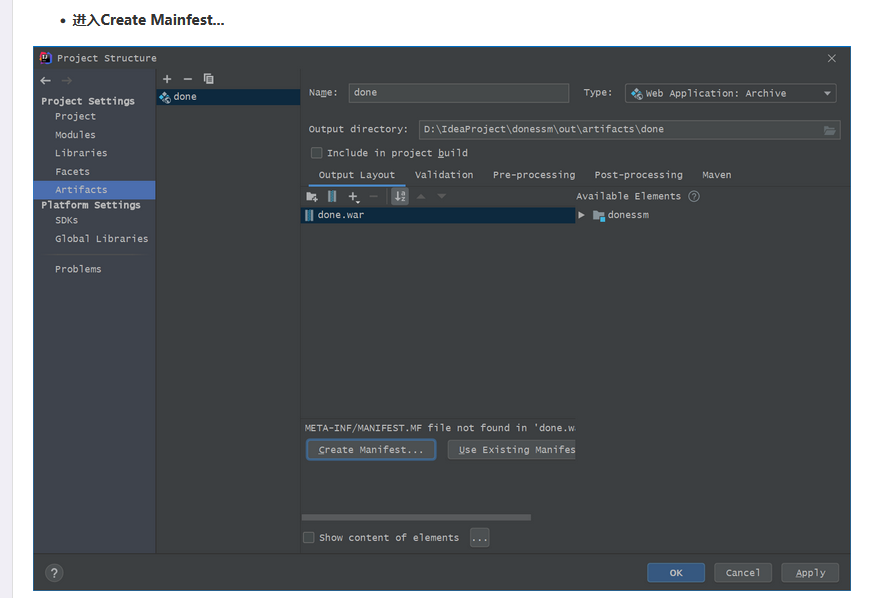 进入Create Mainfest...
Project Structure
Project Settings
Project
Modules
Libraries
Facets
Artifacts
Platform Settings
SDKs
Global Libraries
Problems
done
Name: done Type: Web Application: Archive
Output directory: D:\IdeaProject\donessm\out\artifacts\done
Include in project build
Output Layout Validation Pre-processing Post-processing Maven
Available Elements ?
done.war
donessm
META-INF/MANIFEST.MF file not found in 'done.wa
Create Manifest... Use Existing Manifes
Show content of elements ...
? OK Cancel Apply